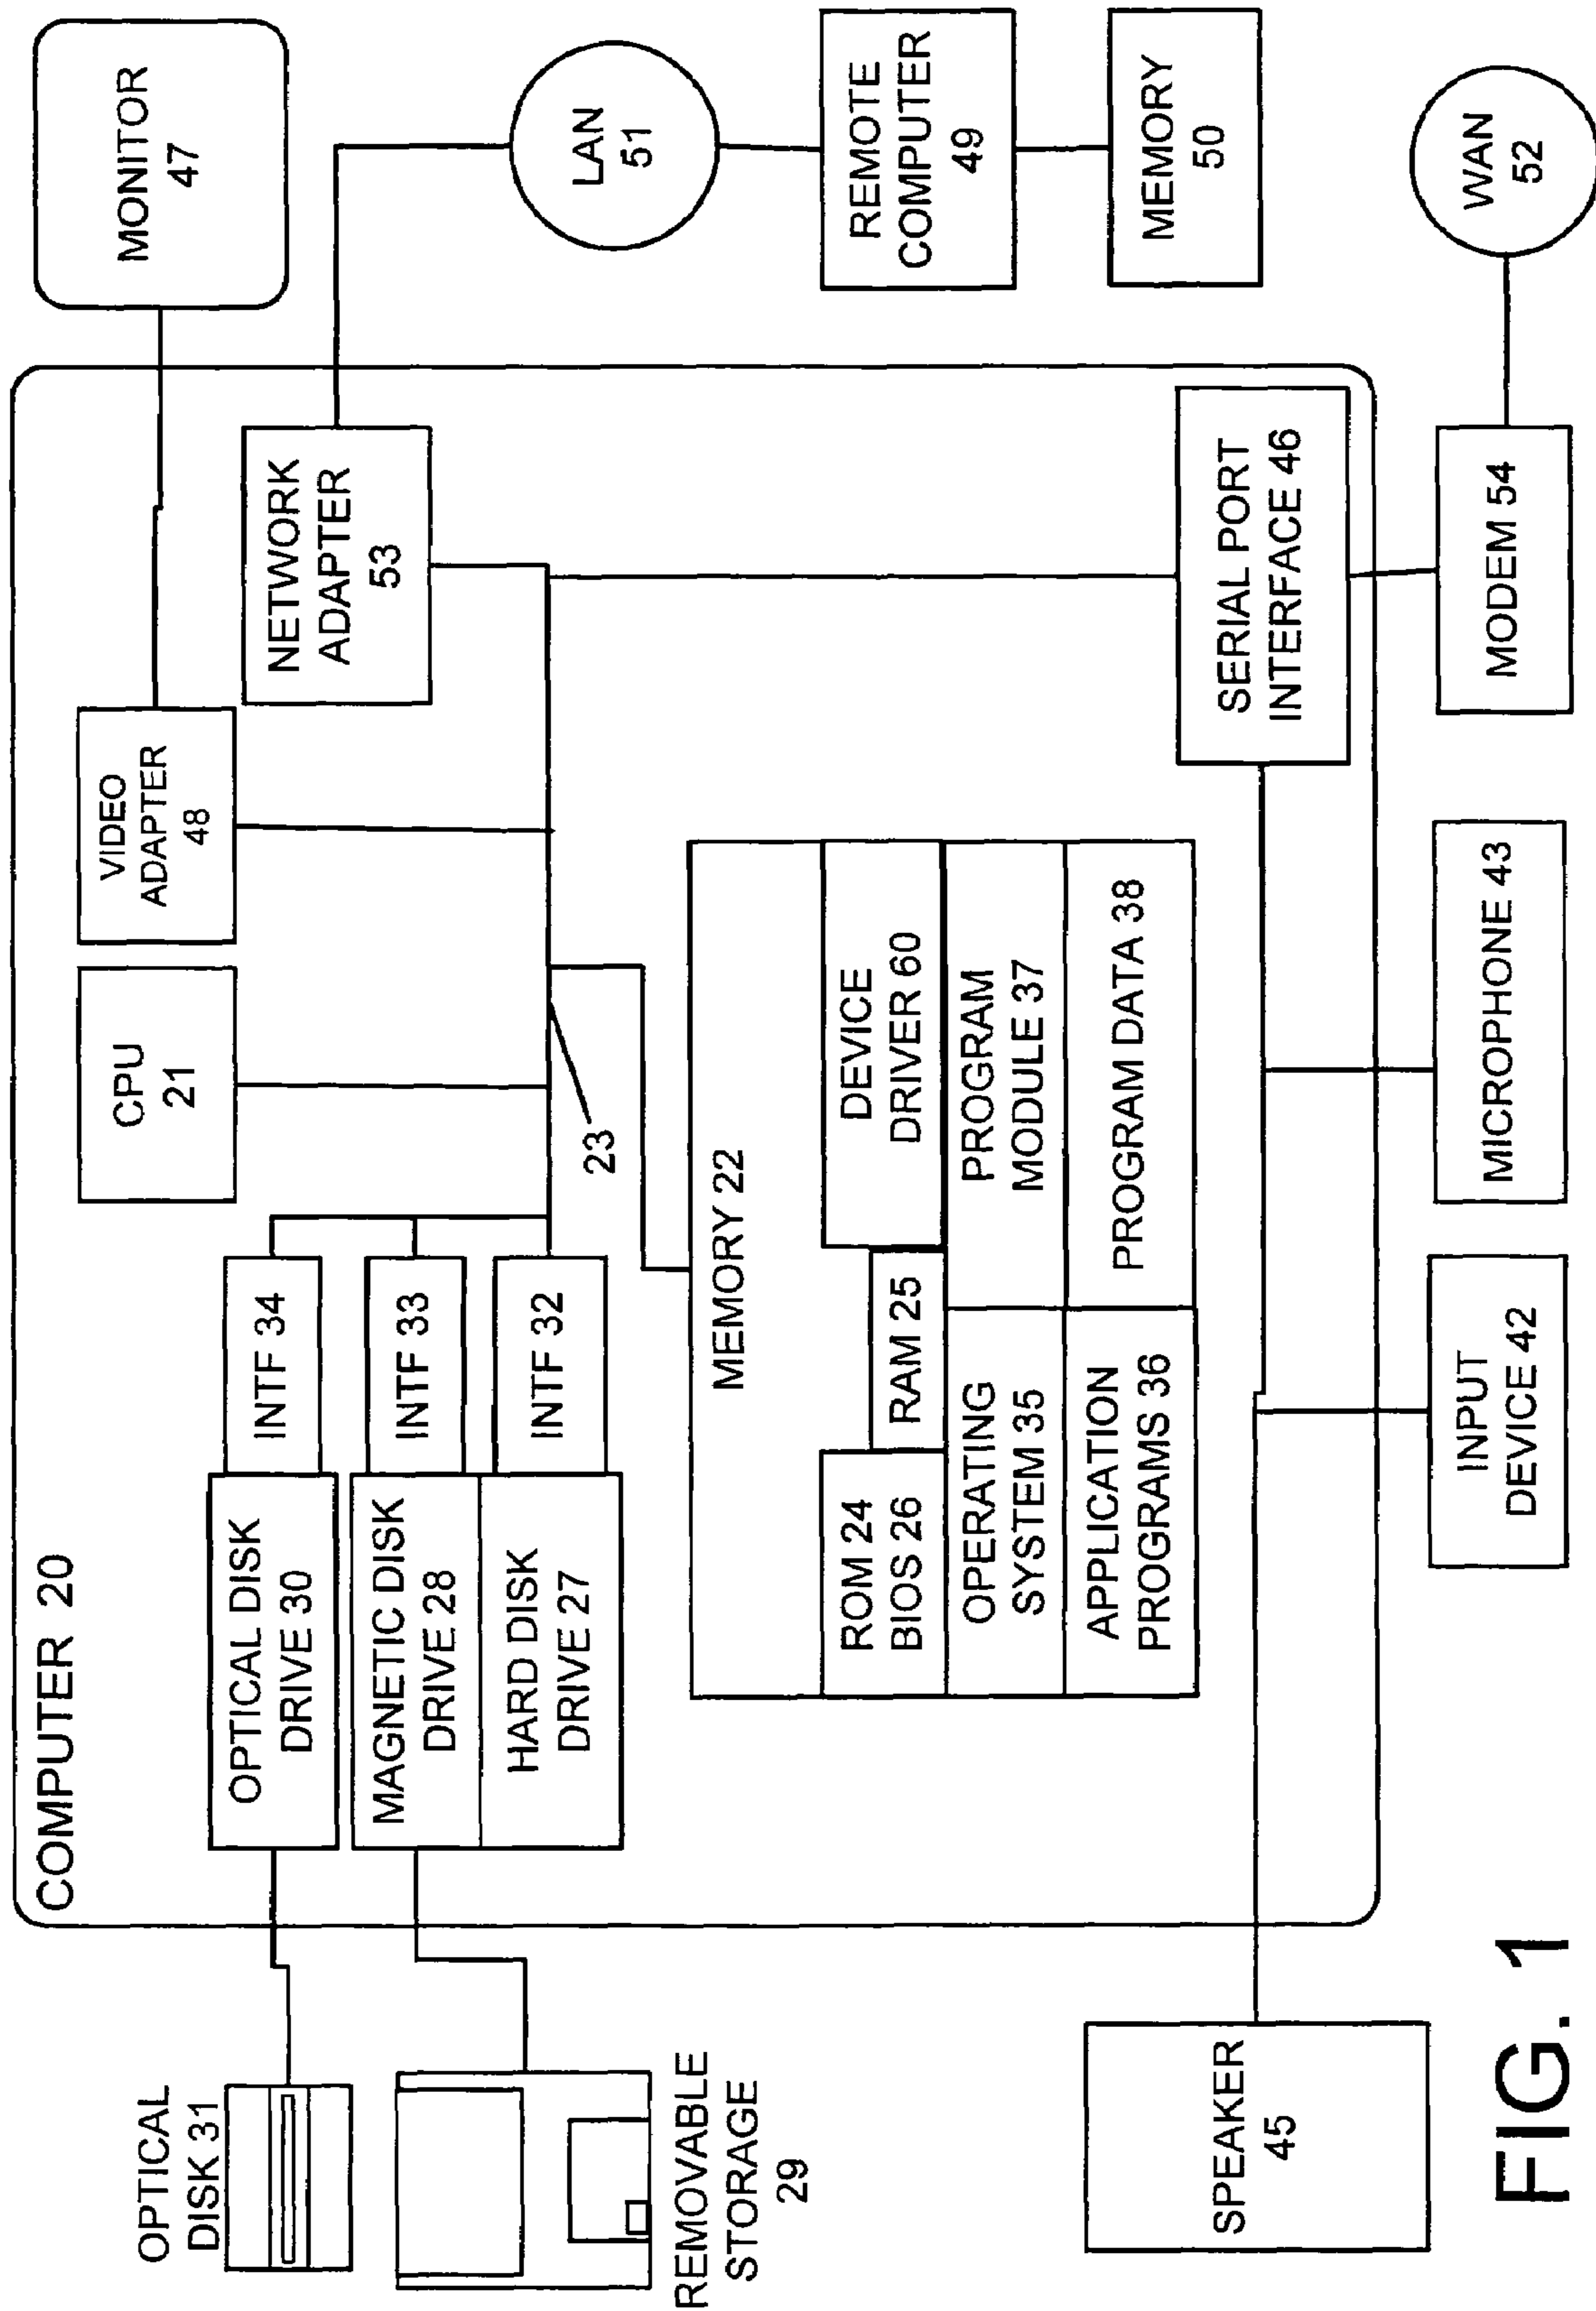 COMPUTER 20
MONITOR
47
OPTICAL
DISK 31
OPTICAL DISK
DRIVE 30
INTF 34
CPU
21
VIDEO
ADAPTER
48
NETWORK
ADAPTER
53
REMOVABLE
STORAGE
29
MAGNETIC DISK
DRIVE 28
INTF 33
HARD DISK
DRIVE 27
INTF 32
23
LAN
51
MEMORY 22
ROM 24
BIOS 26
RAM 25
DEVICE
DRIVER 60
OPERATING
SYSTEM 35
PROGRAM
MODULE 37
APPLICATION
PROGRAMS 36
PROGRAM DATA 38
REMOTE
COMPUTER
49
MEMORY
50
SERIAL PORT
INTERFACE 46
SPEAKER
45
INPUT
DEVICE 42
MICROPHONE 43
MODEM 54
WAN
52
FIG. 1